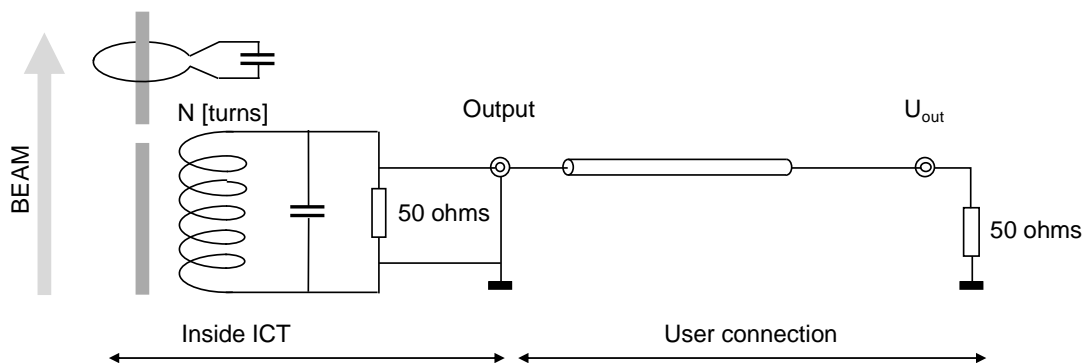 BEAM
N [turns]
Output
U_out
50 ohms
50 ohms
Inside ICT
User connection